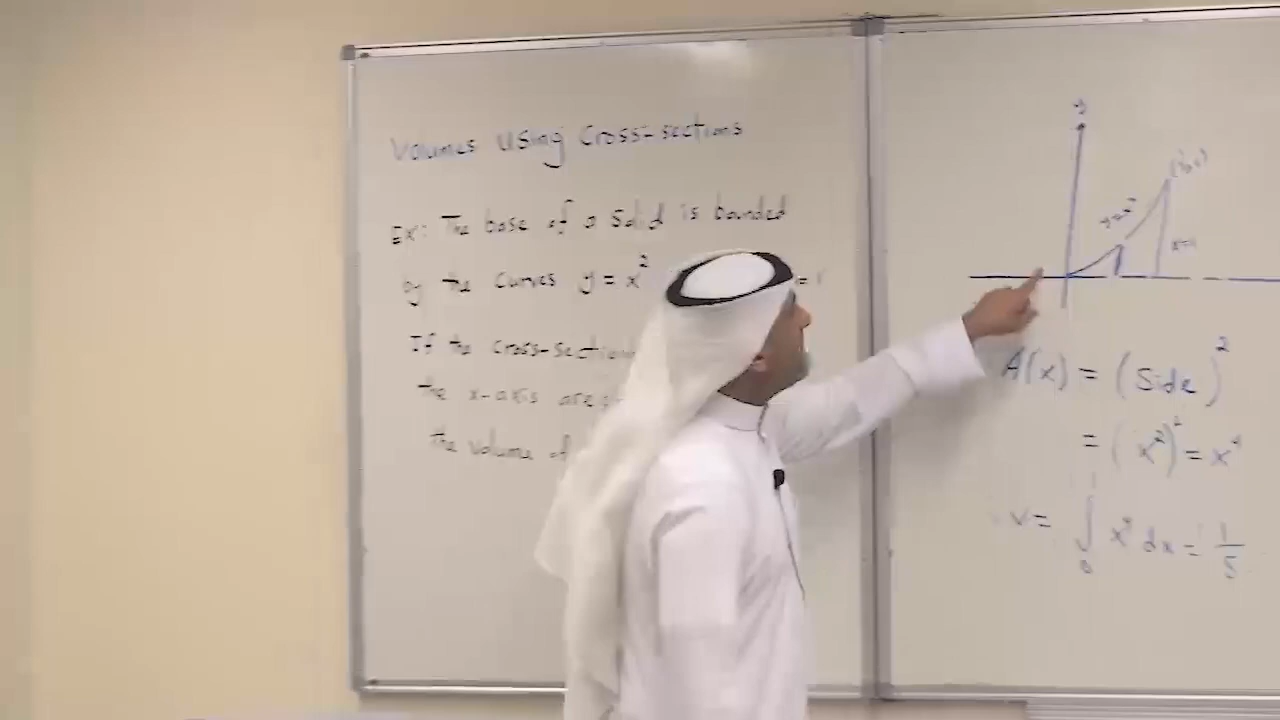 Volumes Using Cross-sections
Ex: The base of a Solid is bounded
by the curves y = x² = 1
If the cross-section
the x-axis are
the volume of
y
y=x²
x=1
A(x) = (Side)²
= (x²)² = x⁴
V = ∫₀¹ x⁴ dx = 1/5